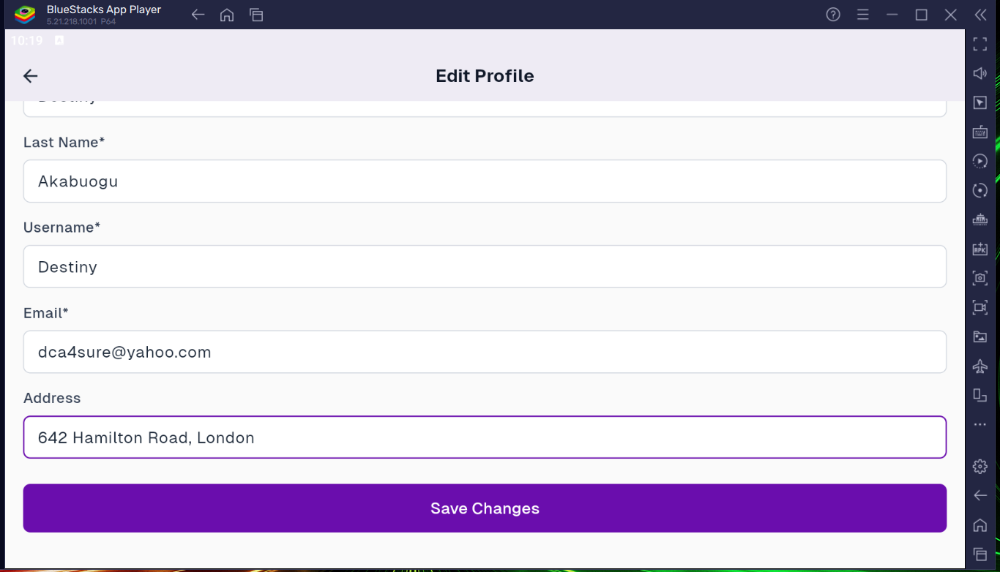 BlueStacks App Player
5.21.218.1001 P64
10:19
Edit Profile
Last Name*
Akabuogu
Username*
Destiny
Email*
dca4sure@yahoo.com
Address
642 Hamilton Road, London
Save Changes